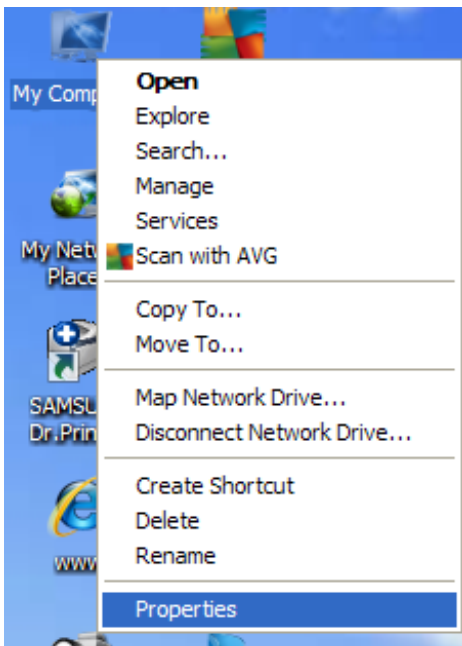 My Comp
Open
Explore
Search...
Manage
Services
Scan with AVG
My Netw
Place
Copy To...
Move To...
SAMSU
Dr.Prin
Map Network Drive...
Disconnect Network Drive...
Create Shortcut
Delete
Rename
www
Properties